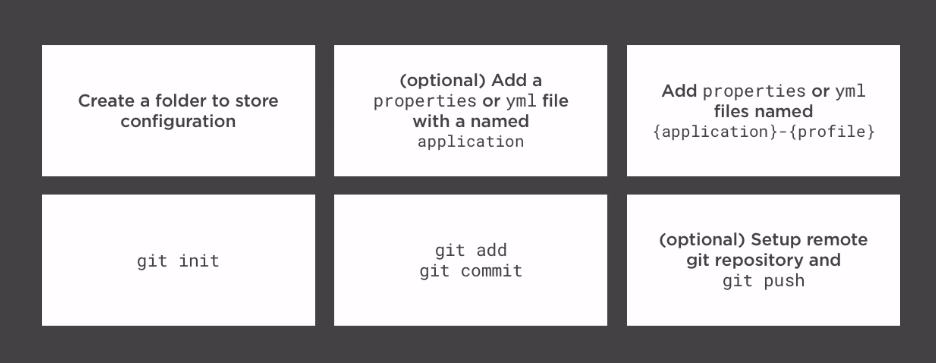 Create a folder to store
configuration
(optional) Add a
properties or yml file
with a named
application
Add properties or yml
files named
{application}-{profile}
git init
git add
git commit
(optional) Setup remote
git repository and
git push